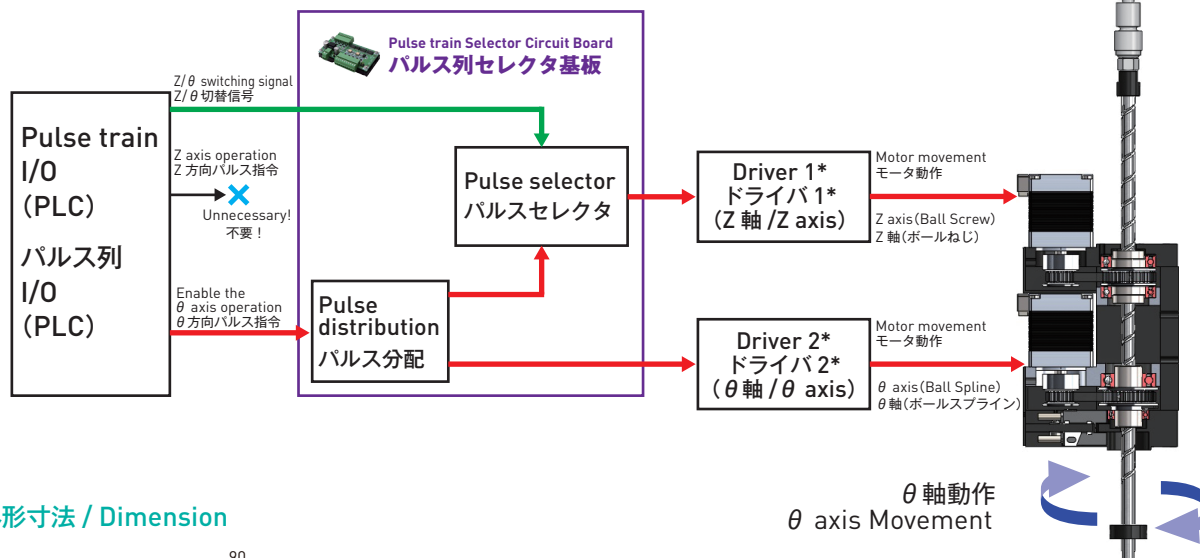 Pulse train Selector Circuit Board
パルス列セレクタ基板
Z/θ switching signal
Z/θ切替信号
Pulse train
I/O
(PLC)
パルス列
I/O
(PLC)
Z axis operation
Z 方向パルス指令
Unnecessary!
不要！
Enable the
θ axis operation
θ方向パルス指令
Pulse selector
パルスセレクタ
Pulse
distribution
パルス分配
Driver 1*
ドライバ 1*
(Z 軸 /Z axis)
Motor movement
モータ動作
Z axis(Ball Screw)
Z 軸(ボールねじ)
Driver 2*
ドライバ 2*
(θ軸 /θ axis)
Motor movement
モータ動作
θ axis(Ball Spline)
θ軸(ボールスプライン)
θ軸動作
θ axis Movement
形寸法 / Dimension
90